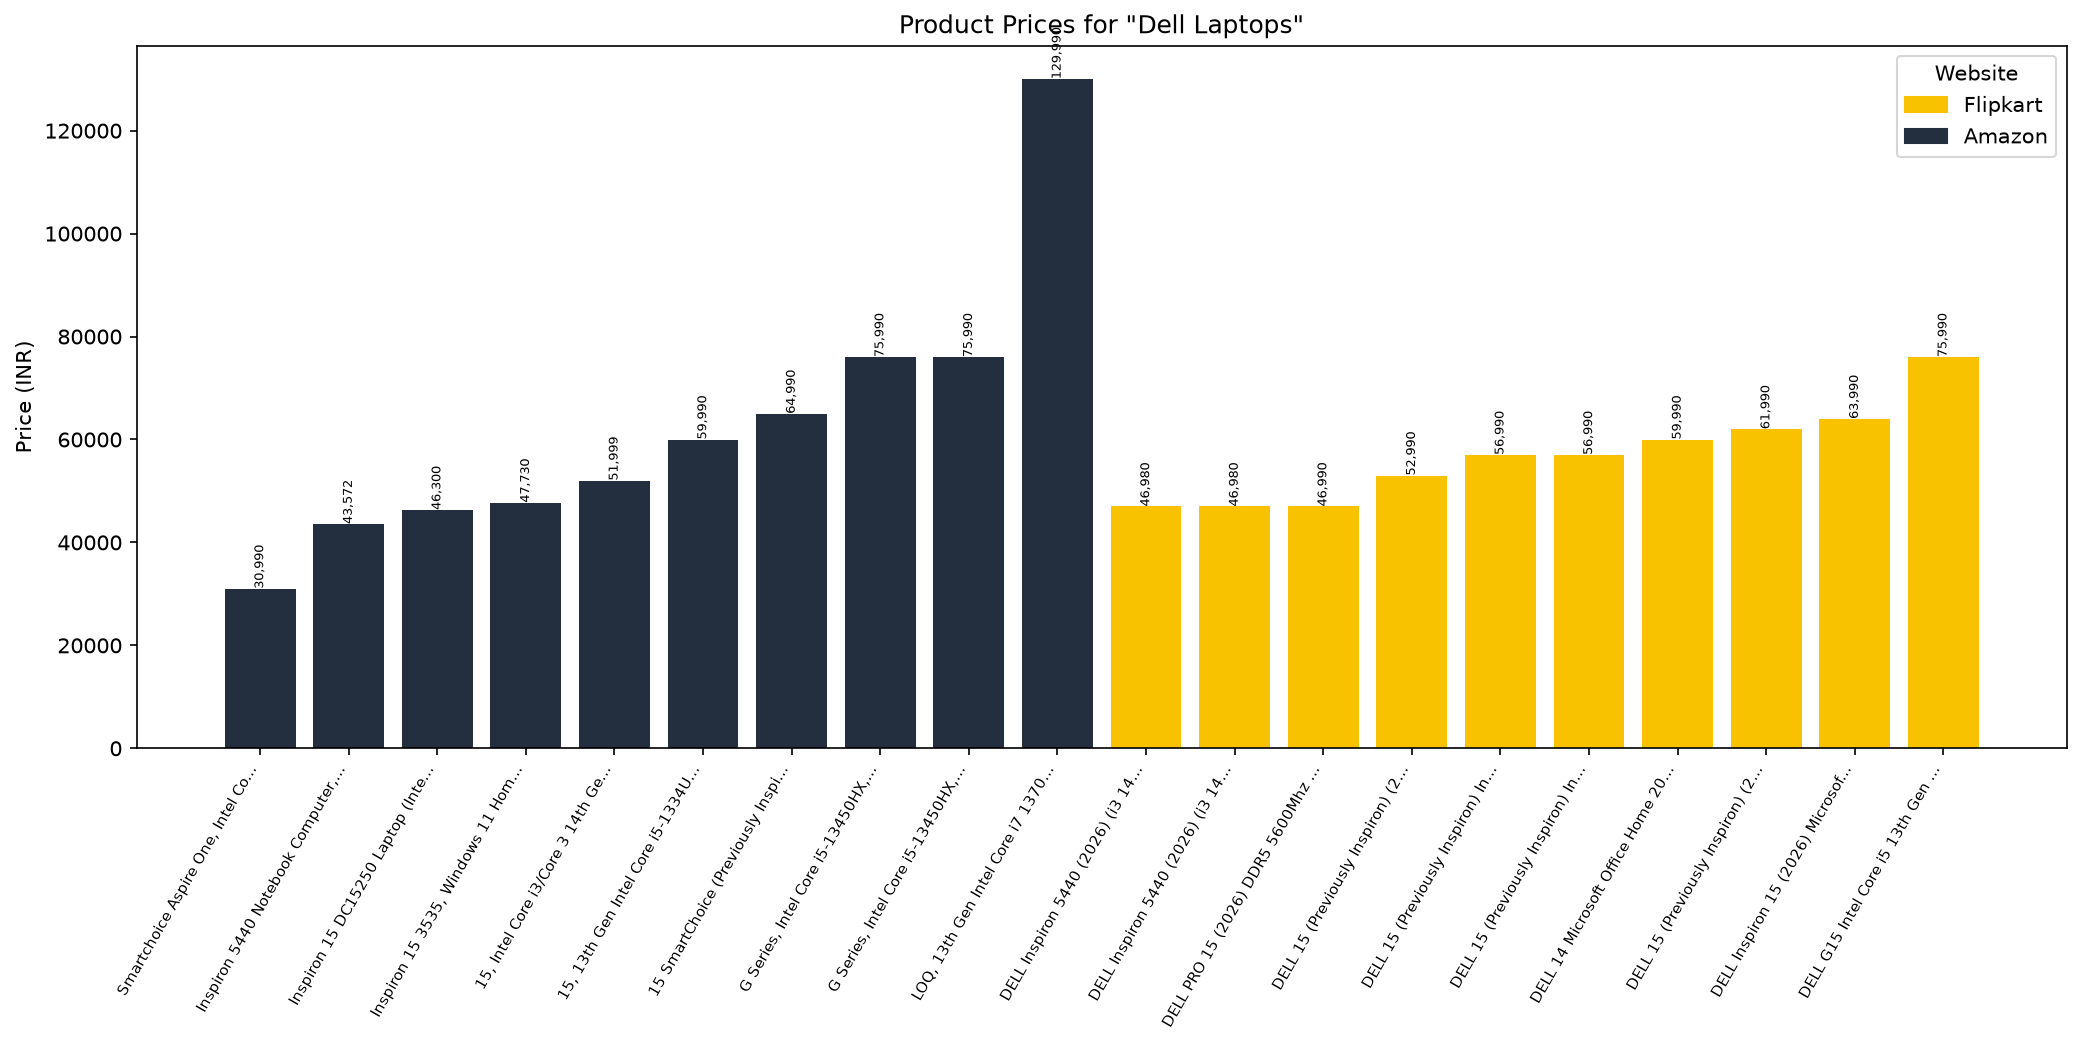 Product Prices for "Dell Laptops"
Website
Flipkart
Amazon
Price (INR)
120000
100000
80000
60000
40000
20000
0
30,990
43,572
46,300
47,730
51,999
59,990
64,990
75,990
75,990
129,990
46,980
46,980
46,990
52,990
56,990
56,990
59,990
61,990
63,990
75,990
Smartchoice Aspire One, Intel Co...
Inspiron 5440 Notebook Computer,...
Inspiron 15 DC15250 Laptop (Inte...
Inspiron 15 3535, Windows 11 Hom...
15, Intel Core i3/Core 3 14th Ge...
15, 13th Gen Intel Core i5-1334U...
15 SmartChoice (Previously Inspi...
G Series, Intel Core i5-13450HX,...
G Series, Intel Core i5-13450HX,...
LOQ, 13th Gen Intel Core i7 1370...
DELL Inspiron 5440 (2026) (i3 14...
DELL Inspiron 5440 (2026) (i3 14...
DELL PRO 15 (2026) DDR5 5600Mhz ...
DELL 15 (Previously Inspiron) (2...
DELL 15 (Previously Inspiron) In...
DELL 15 (Previously Inspiron) In...
DELL 14 Microsoft Office Home 20...
DELL 15 (Previously Inspiron) (2...
DELL Inspiron 15 (2026) Microsof...
DELL G15 Intel Core i5 13th Gen ...